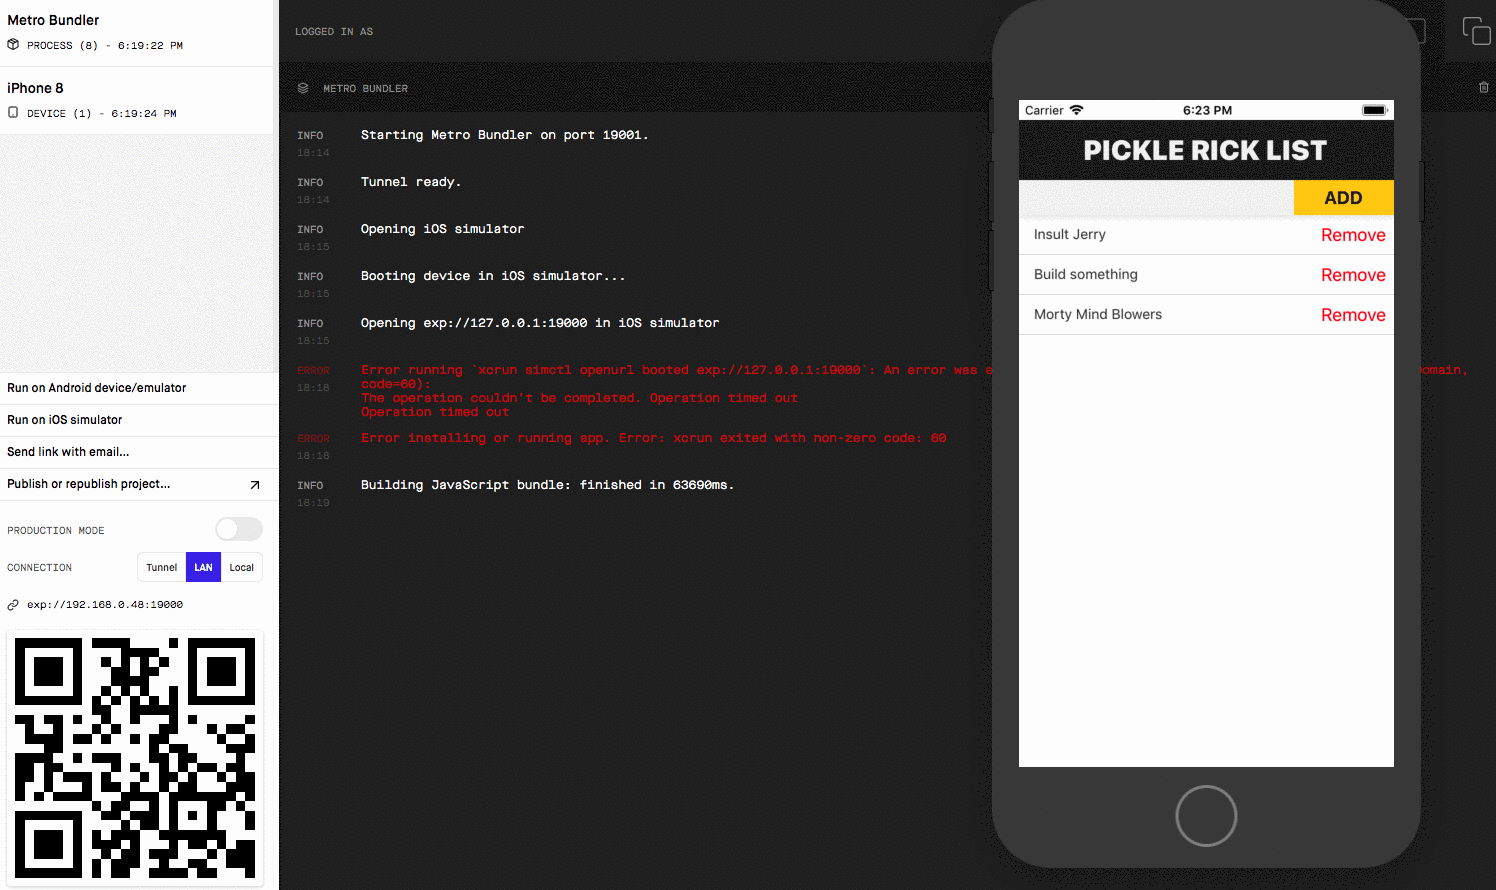 Metro Bundler
PROCESS (8) - 6:19:22 PM
iPhone 8
DEVICE (1) - 6:19:24 PM
Run on Android device/emulator
Run on iOS simulator
Send link with email...
Publish or republish project...
PRODUCTION MODE
CONNECTION
Tunnel LAN Local
exp://192.168.0.48:19000
LOGGED IN AS
METRO BUNDLER
INFO Starting Metro Bundler on port 19001.
18:14
INFO Tunnel ready.
18:14
INFO Opening iOS simulator
18:15
INFO Booting device in iOS simulator...
18:15
INFO Opening exp://127.0.0.1:19000 in iOS simulator
18:15
ERROR Error running `xcrun simctl openurl booted exp://127.0.0.1:19000`: An error was
18:18 code=60):
The operation couldn't be completed. Operation timed out
Operation timed out
ERROR Error installing or running app. Error: xcrun exited with non-zero code: 60
18:18
INFO Building JavaScript bundle: finished in 63690ms.
18:19
Carrier 6:23 PM
PICKLE RICK LIST
ADD
Insult Jerry Remove
Build something Remove
Morty Mind Blowers Remove